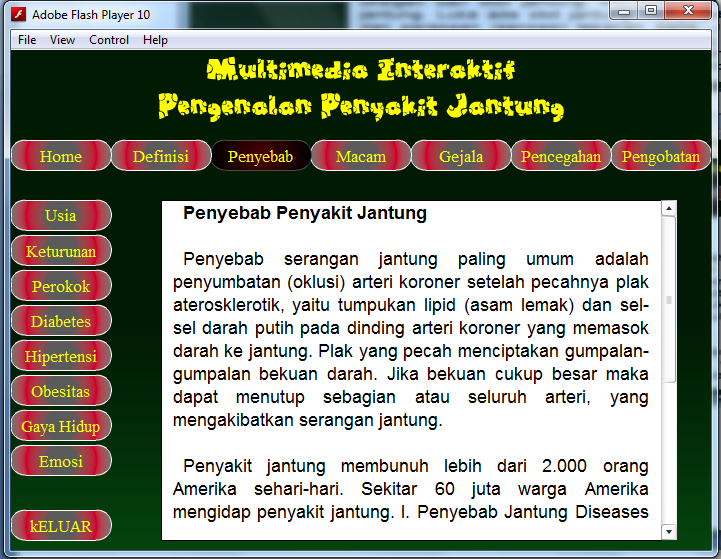 Adobe Flash Player 10
File View Control Help
Multimedia Interaktif
Pengenalan Penyakit Jantung
Home Definisi Penyebab Macam Gejala Pencegahan Pengobatan
Usia
Keturunan
Perokok
Diabetes
Hipertensi
Obesitas
Gaya Hidup
Emosi
kELUAR
Penyebab Penyakit Jantung
Penyebab serangan jantung paling umum adalah
penyumbatan (oklusi) arteri koroner setelah pecahnya plak
aterosklerotik, yaitu tumpukan lipid (asam lemak) dan sel-
sel darah putih pada dinding arteri koroner yang memasok
darah ke jantung. Plak yang pecah menciptakan gumpalan-
gumpalan bekuan darah. Jika bekuan cukup besar maka
dapat menutup sebagian atau seluruh arteri, yang
mengakibatkan serangan jantung.
Penyakit jantung membunuh lebih dari 2.000 orang
Amerika sehari-hari. Sekitar 60 juta warga Amerika
mengidap penyakit jantung. I. Penyebab Jantung Diseases